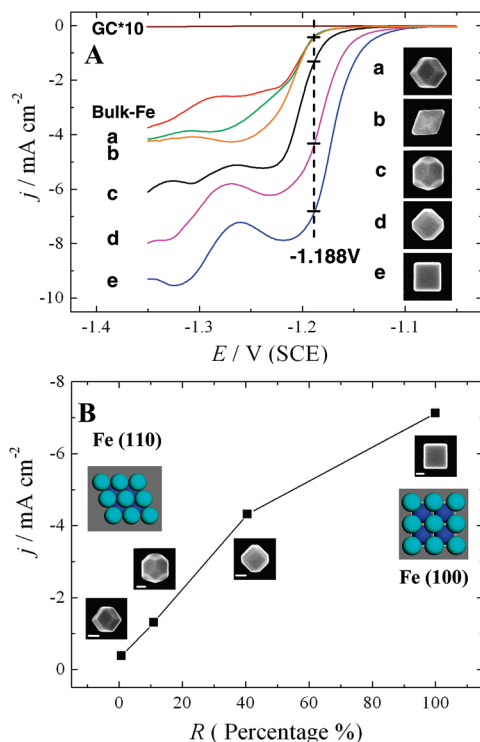 GC*10
A
Bulk-Fe
a
b
c
d
e
a
b
c
d
e
-1.188V
0
-2
-4
-6
-8
-10
j / mA cm⁻²
-1.4 -1.3 -1.2 -1.1
E / V (SCE)
B
Fe (110)
Fe (100)
-8
-6
-4
-2
0
j / mA cm⁻²
0 20 40 60 80 100
R ( Percentage %)